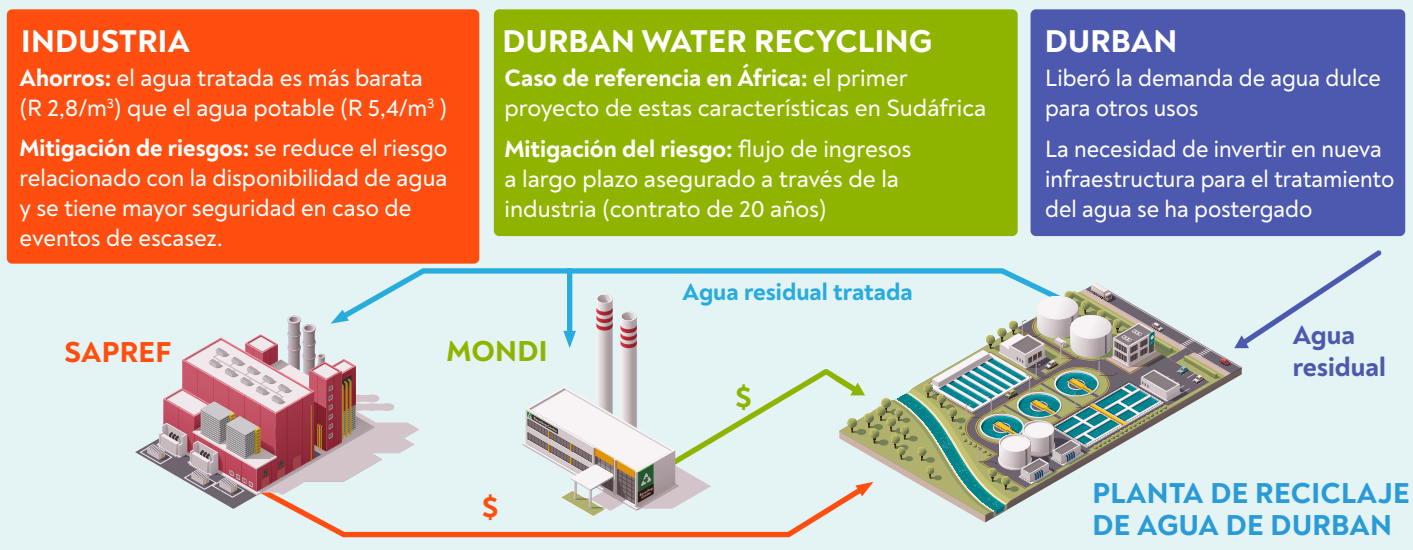 INDUSTRIA
Ahorros: el agua tratada es más barata
(R 2,8/m³) que el agua potable (R 5,4/m³ )
Mitigación de riesgos: se reduce el riesgo
relacionado con la disponibilidad de agua
y se tiene mayor seguridad en caso de
eventos de escasez.
DURBAN WATER RECYCLING
Caso de referencia en África: el primer
proyecto de estas características en Sudáfrica
Mitigación del riesgo: flujo de ingresos
a largo plazo asegurado a través de la
industria (contrato de 20 años)
DURBAN
Liberó la demanda de agua dulce
para otros usos
La necesidad de invertir en nueva
infraestructura para el tratamiento
del agua se ha postergado
Agua residual tratada
SAPREF
MONDI
Agua
residual
$
$
PLANTA DE RECICLAJE
DE AGUA DE DURBAN